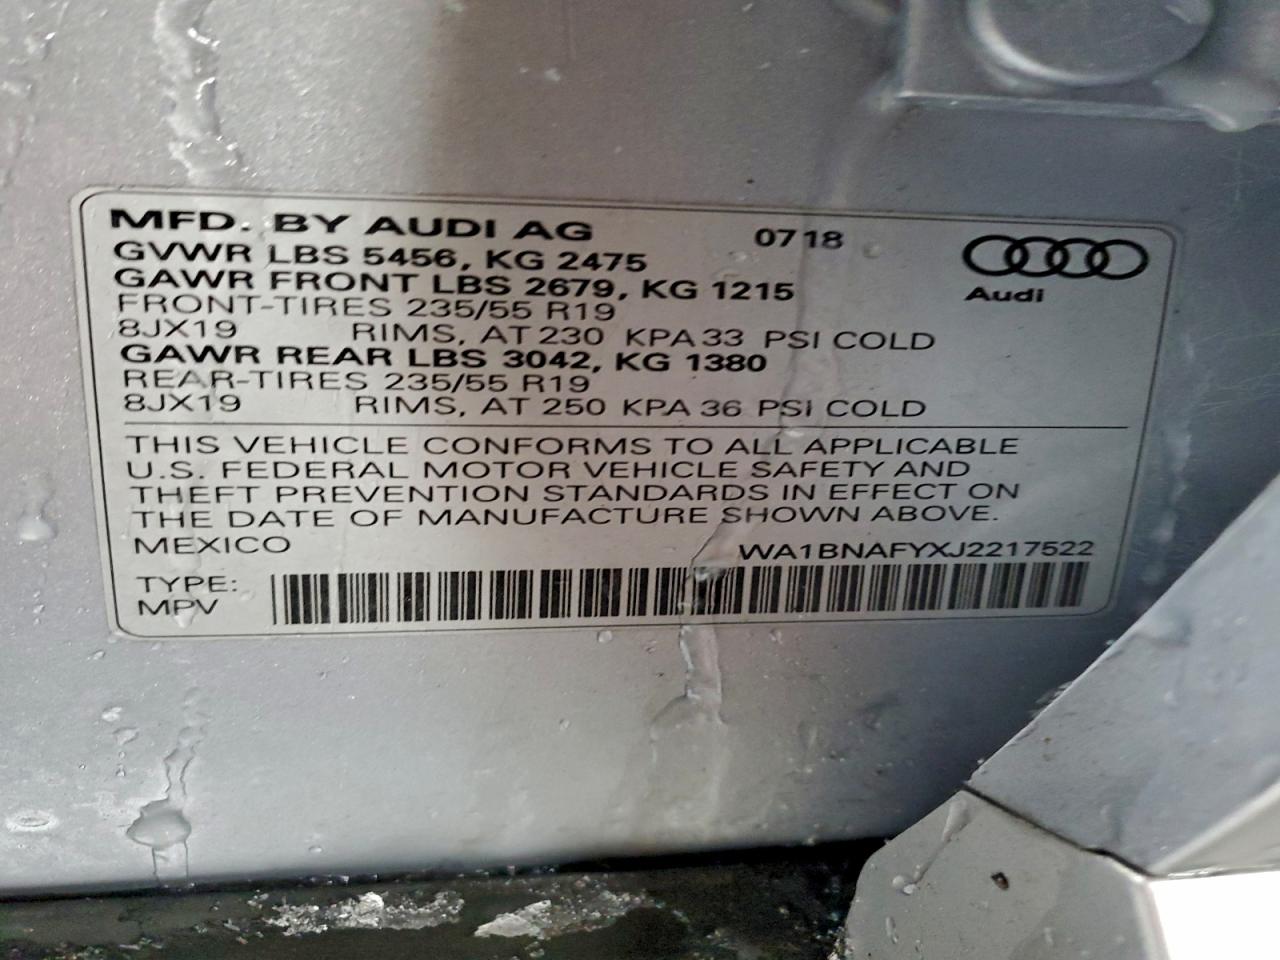 MFD. BY AUDI AG 07 18
GVWR LBS 5456, KG 2475
GAWR FRONT LBS 2679, KG 1215
Audi
FRONT-TIRES 235/55 R19
8JX19 RIMS, AT 230 KPA 33 PSI COLD
GAWR REAR LBS 3042, KG 1380
REAR-TIRES 235/55 R19
8JX19 RIMS, AT 250 KPA 36 PSI COLD
THIS VEHICLE CONFORMS TO ALL APPLICABLE
U.S. FEDERAL MOTOR VEHICLE SAFETY AND
THEFT PREVENTION STANDARDS IN EFFECT ON
THE DATE OF MANUFACTURE SHOWN ABOVE.
MEXICO WA1BNAFYXJ2217522
TYPE:
MPV